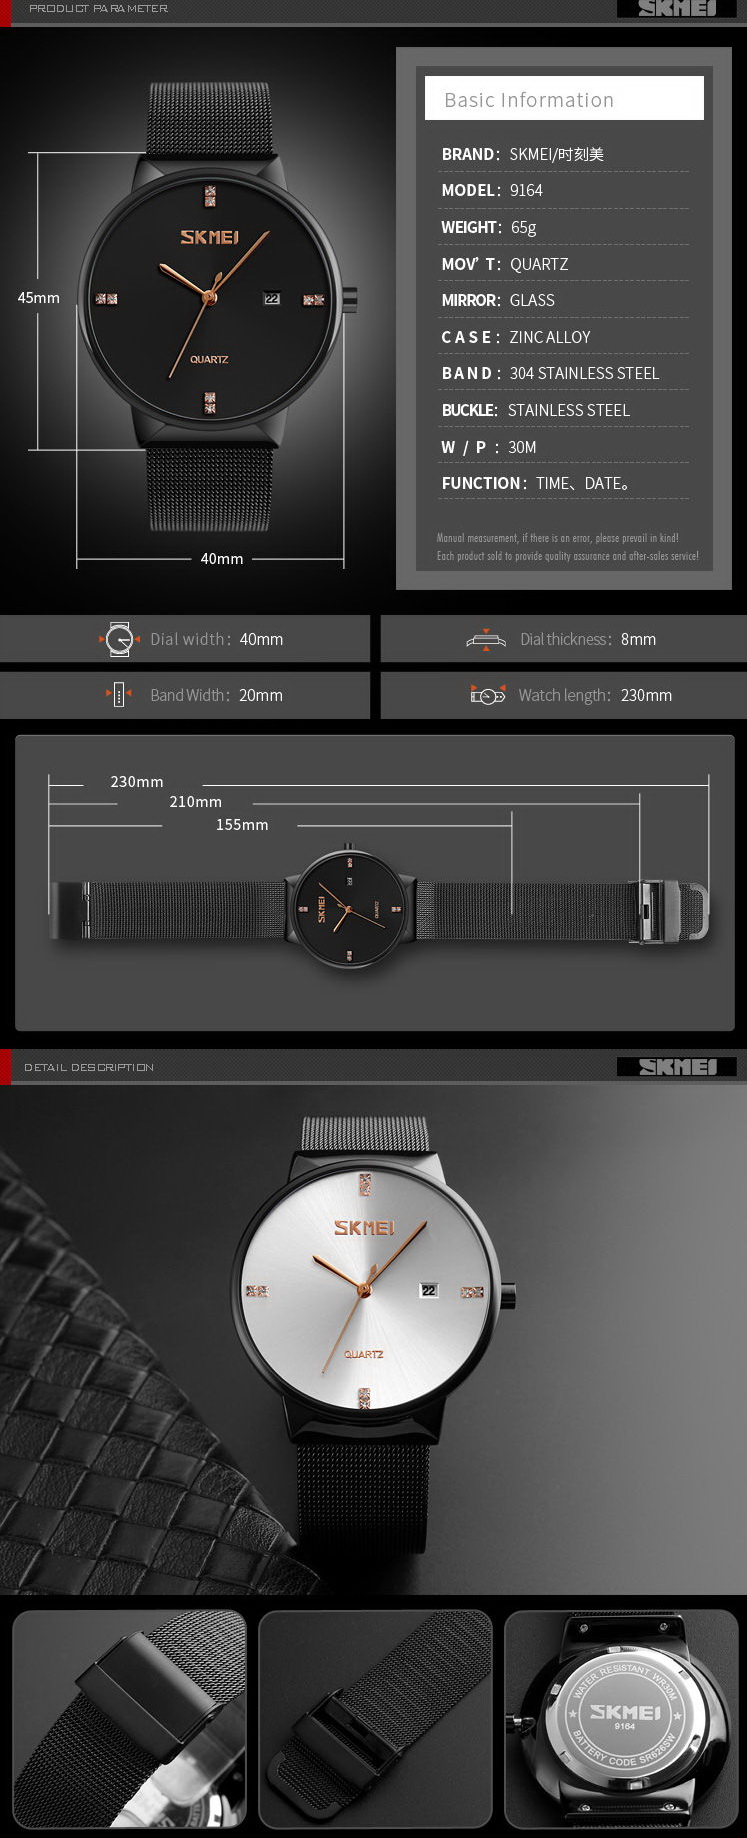 PRODUCT PARAMETER
SKMEI
Basic Information
BRAND: SKMEI/时刻美
MODEL: 9164
WEIGHT: 65g
MOV' T: QUARTZ
MIRROR: GLASS
CASE: ZINC ALLOY
BAND: 304 STAINLESS STEEL
BUCKLE: STAINLESS STEEL
W / P : 30M
FUNCTION: TIME、DATE。
Manual measurement, if there is an error, please prevail in kind!
Each product sold to provide quality assurance and after-sales service!
SKMEI
22
QUARTZ
45mm
40mm
Dial width: 40mm
Dial thickness: 8mm
Band Width: 20mm
Watch length: 230mm
230mm
210mm
155mm
SKMEI
QUARTZ
DETAIL DESCRIPTION
SKMEI
SKMEI
22
QUARTZ
WATER RESISTANT WR30M
SKMEI
9164
BATTERY CODE SR626SW